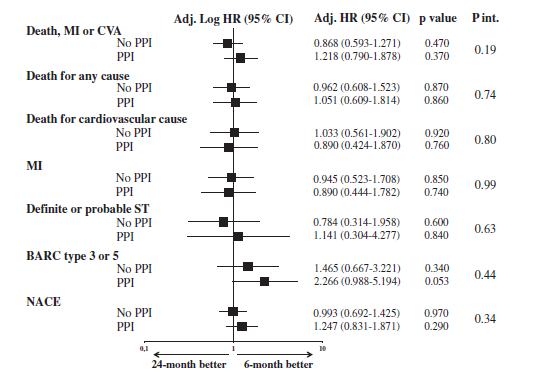 Adj. Log HR (95% CI) Adj. HR (95% CI) p value P int.
Death, MI or CVA
No PPI 0.868 (0.593-1.271) 0.470
0.19
PPI 1.218 (0.790-1.878) 0.370
Death for any cause
No PPI 0.962 (0.608-1.523) 0.870
0.74
PPI 1.051 (0.609-1.814) 0.860
Death for cardiovascular cause
No PPI 1.033 (0.561-1.902) 0.920
0.80
PPI 0.890 (0.424-1.870) 0.760
MI
No PPI 0.945 (0.523-1.708) 0.850
0.99
PPI 0.890 (0.444-1.782) 0.740
Definite or probable ST
No PPI 0.784 (0.314-1.958) 0.600
0.63
PPI 1.141 (0.304-4.277) 0.840
BARC type 3 or 5
No PPI 1.465 (0.667-3.221) 0.340
0.44
PPI 2.266 (0.988-5.194) 0.053
NACE
No PPI 0.993 (0.692-1.425) 0.970
0.34
PPI 1.247 (0.831-1.871) 0.290
0,1 1 10
24-month better 6-month better